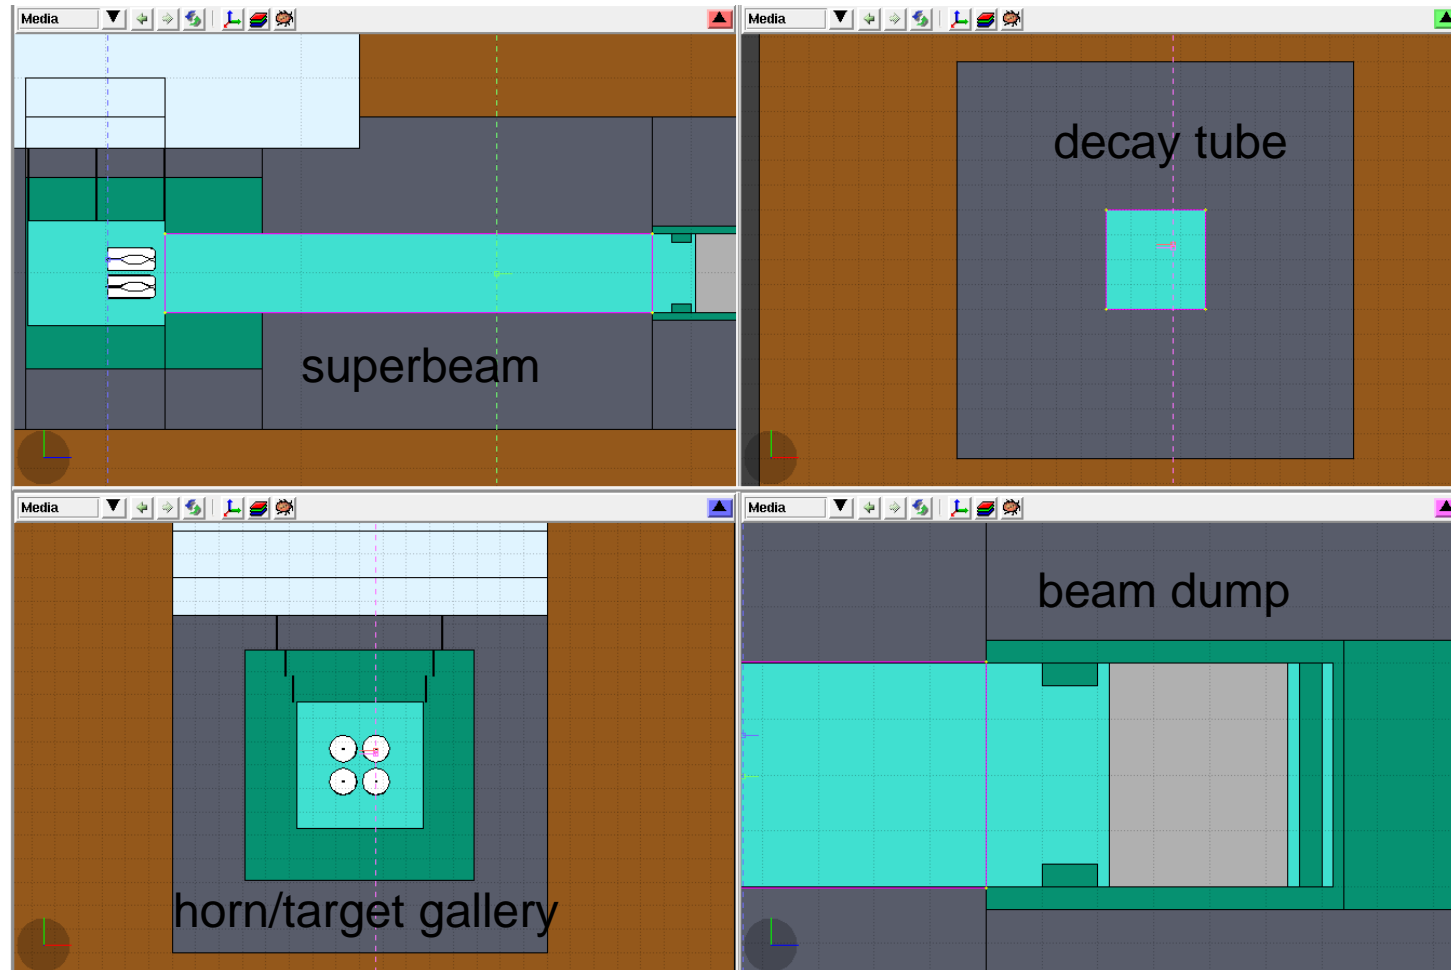 Media
Media
decay tube
superbeam
Media
Media
beam dump
horn/target gallery